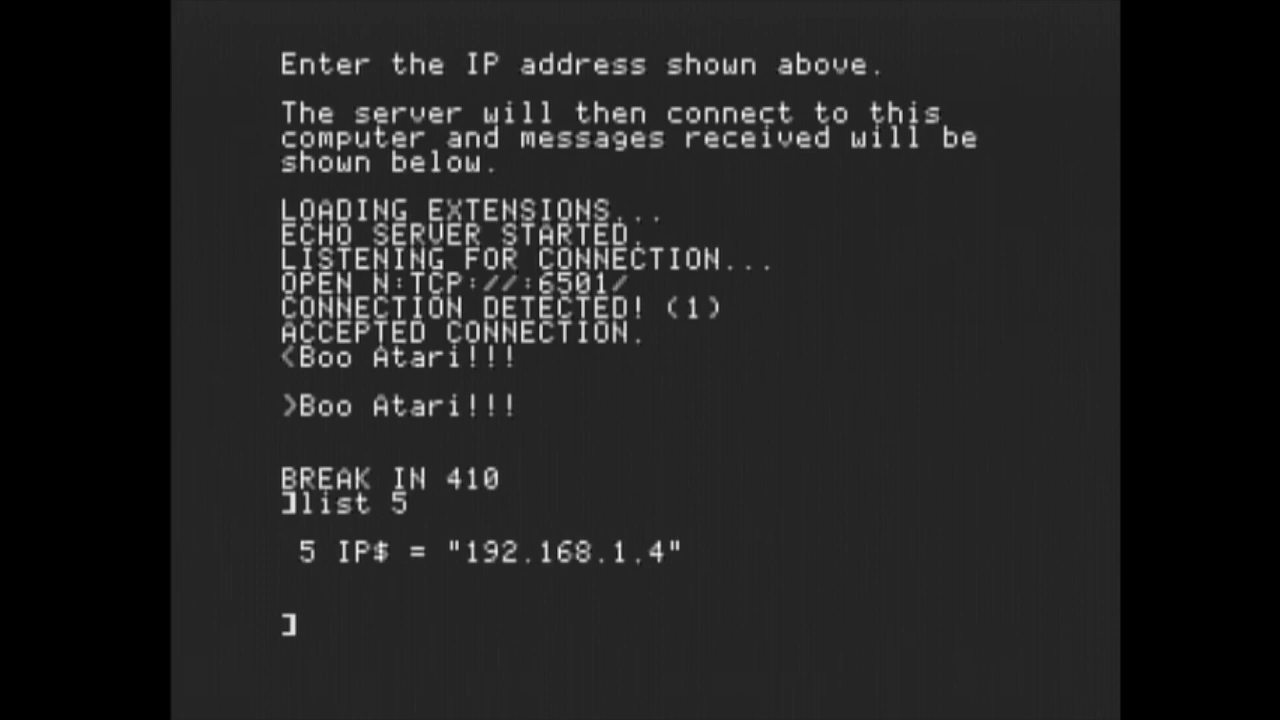 Enter the IP address shown above.
The server will then connect to this
computer and messages received will be
shown below.
LOADING EXTENSIONS...
ECHO SERVER STARTED.
LISTENING FOR CONNECTION...
OPEN N:TCP://:6501/
CONNECTION DETECTED! (1)
ACCEPTED CONNECTION.
<Boo Atari!!!
>Boo Atari!!!
BREAK IN 410
]list 5
5 IP$ = "192.168.1.4"
]